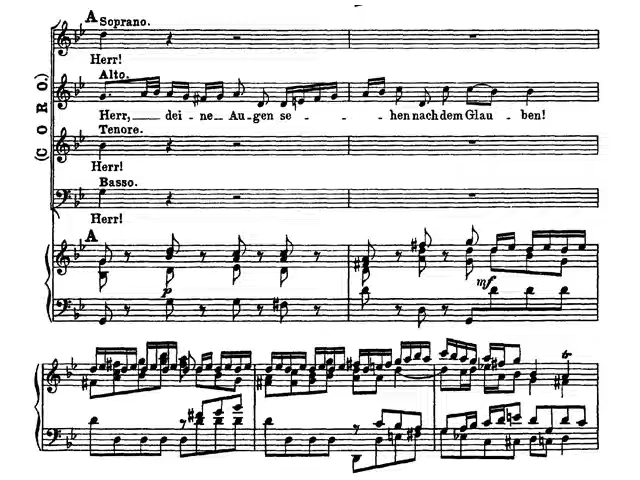 A
Soprano.
Herr!
Alto.
Herr, dei-ne Au-gen se - - - hen nach dem Glau - ben!
(CORO.)
Tenore.
Herr!
Basso.
Herr!
A
p
mf
tr